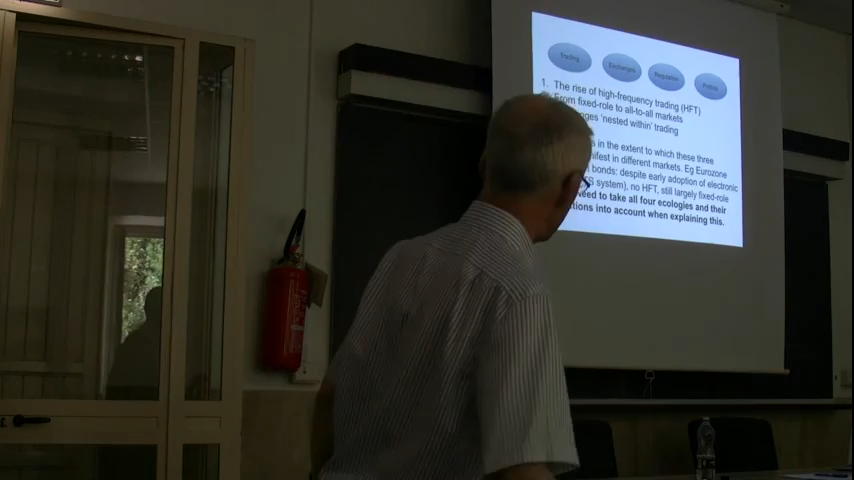 Trading Exchanges Regulation Politics
1. The rise of high-frequency trading (HFT)
From fixed-role to all-to-all markets
nges 'nested within' trading
s in the extent to which these three
nifest in different markets. Eg Eurozone
bonds: despite early adoption of electronic
S system), no HFT, still largely fixed-role
need to take all four ecologies and their
tions into account when explaining this.